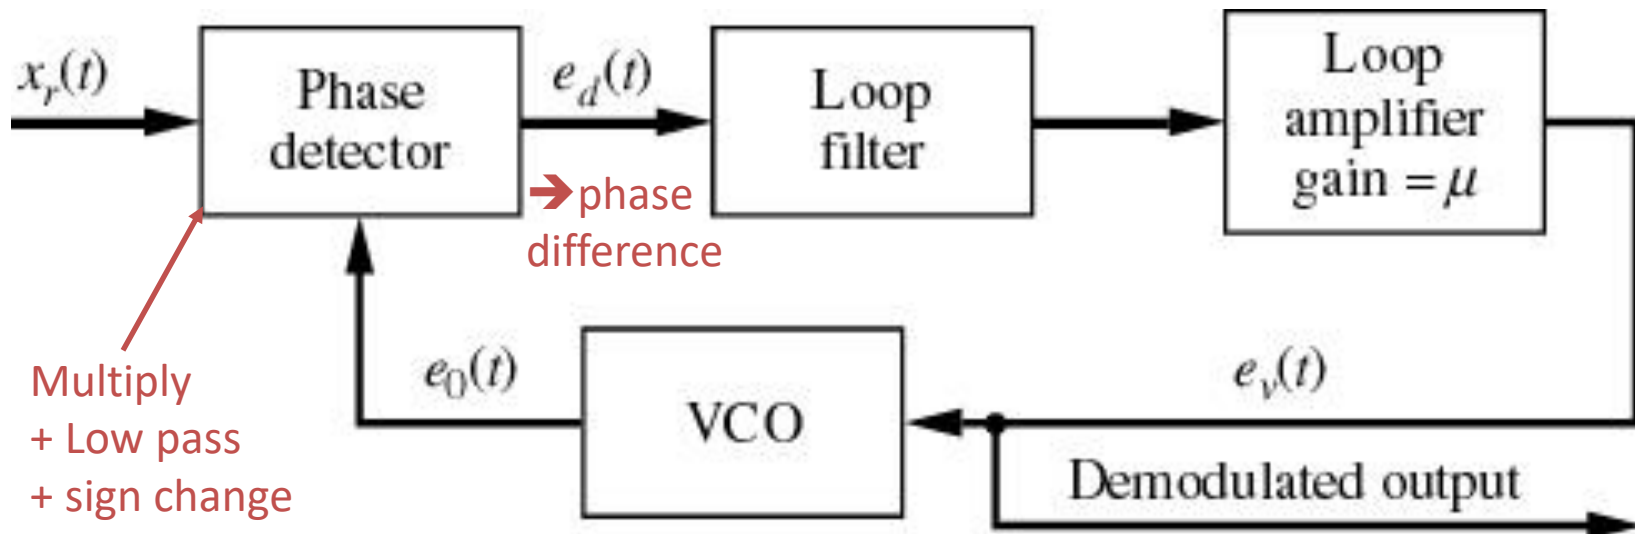 x_r(t)
Phase
detector
e_d(t)
➔phase
difference
Loop
filter
Loop
amplifier
gain = μ
Multiply
+ Low pass
+ sign change
e_0(t)
VCO
e_v(t)
Demodulated output